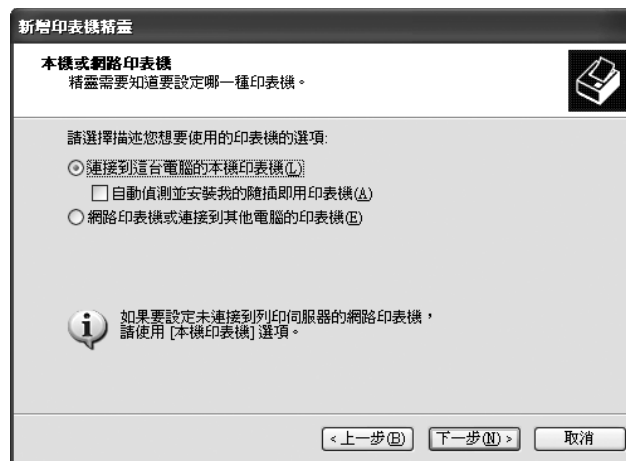 新增印表機精靈
本機或網路印表機
精靈需要知道要設定哪一種印表機。
請選擇描述您想要使用的印表機的選項:
連接到這台電腦的本機印表機(L)
自動偵測並安裝我的隨插即用印表機(A)
網路印表機或連接到其他電腦的印表機(E)
如果要設定未連接到列印伺服器的網路印表機，
請使用 [本機印表機] 選項。
<上一步(B) 下一步(N)> 取消